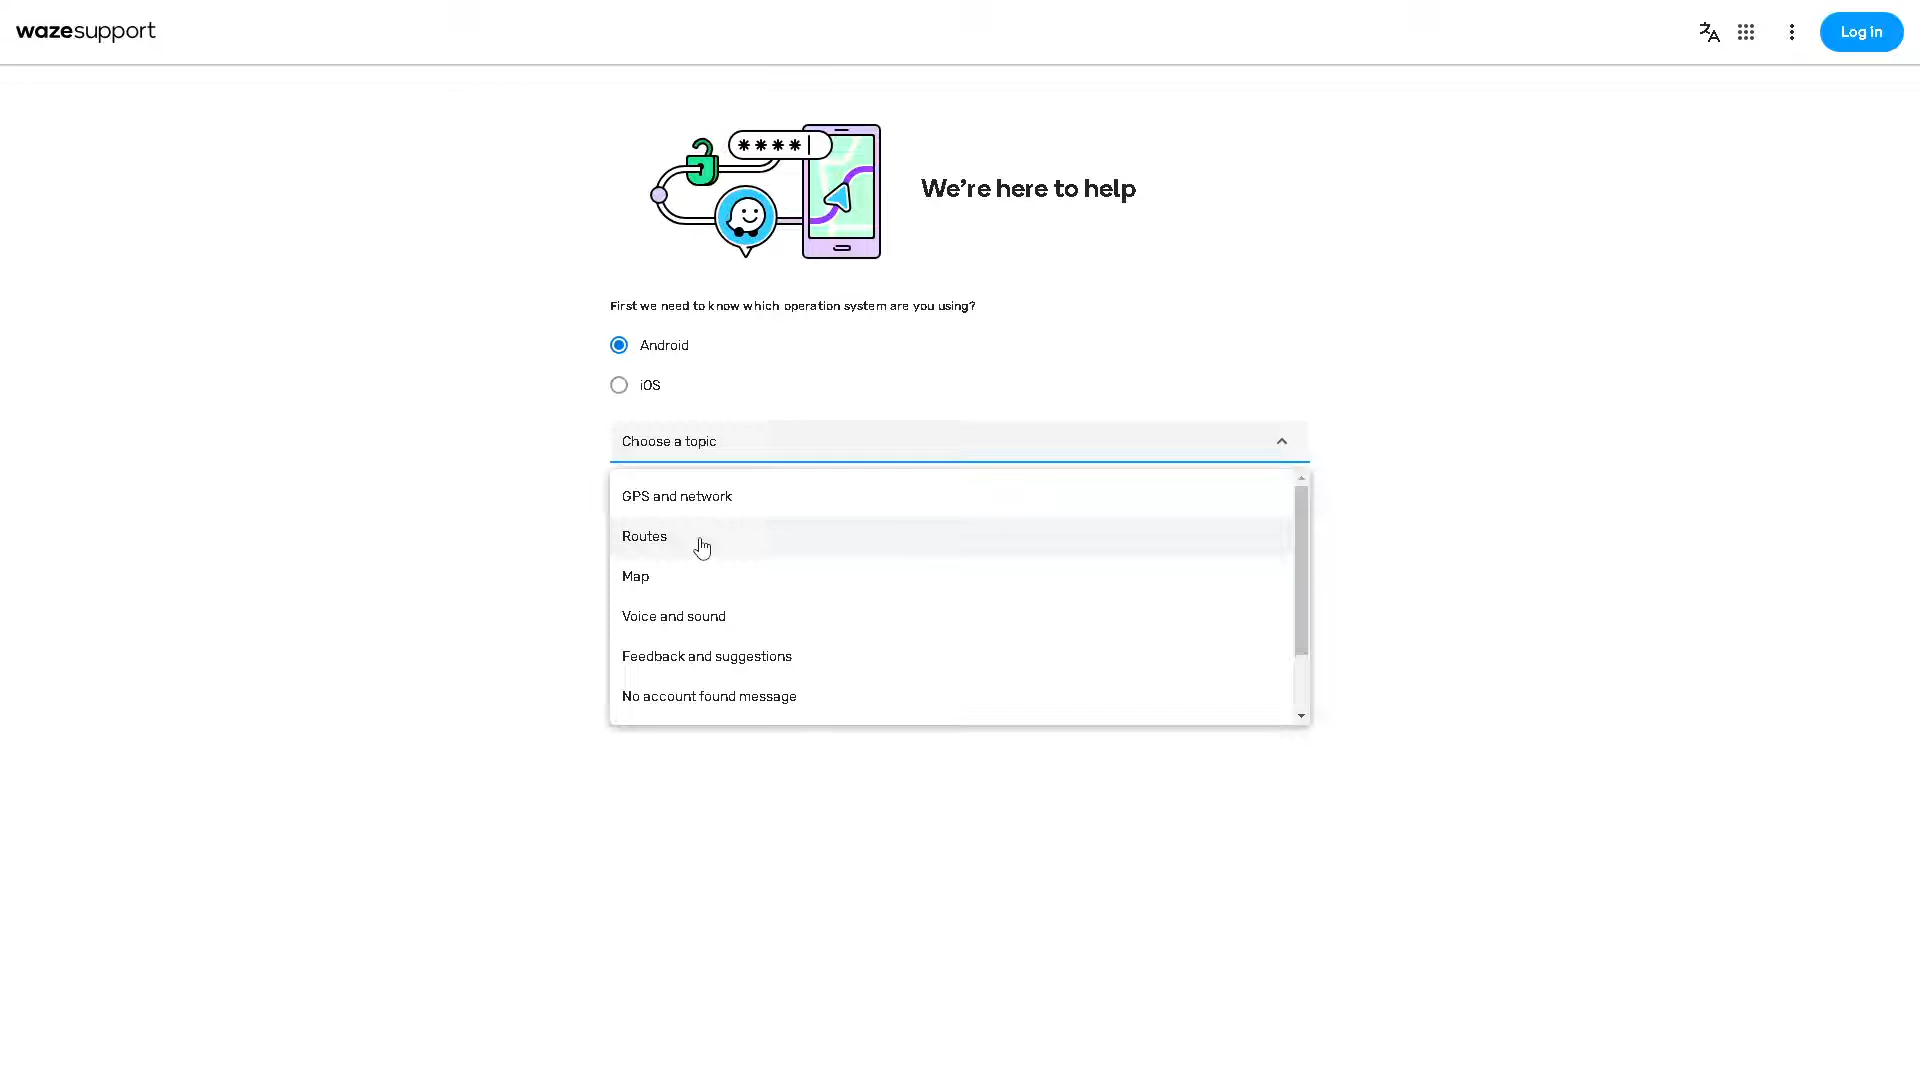 wazesupport
Log in
****
We're here to help
First we need to know which operation system are you using?
Android
iOS
Choose a topic
GPS and network
Routes
Map
Voice and sound
Feedback and suggestions
No account found message